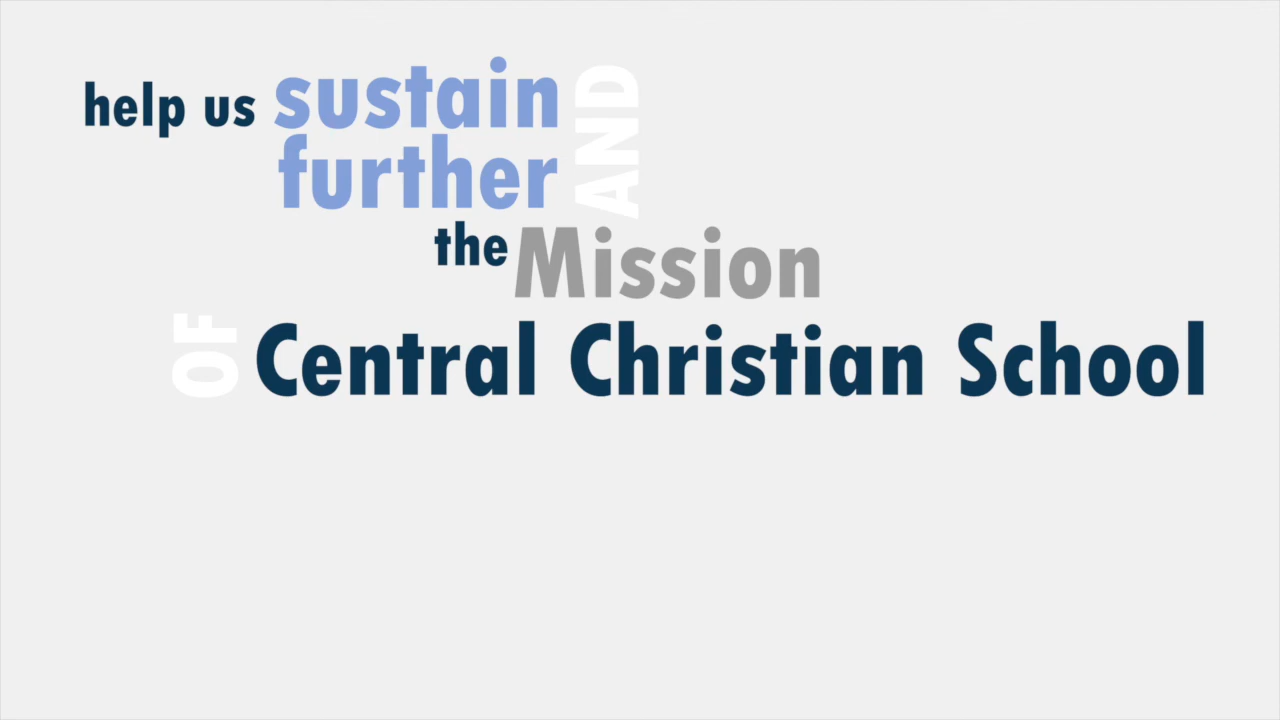 help us sustain AND
further
the Mission
OF Central Christian School